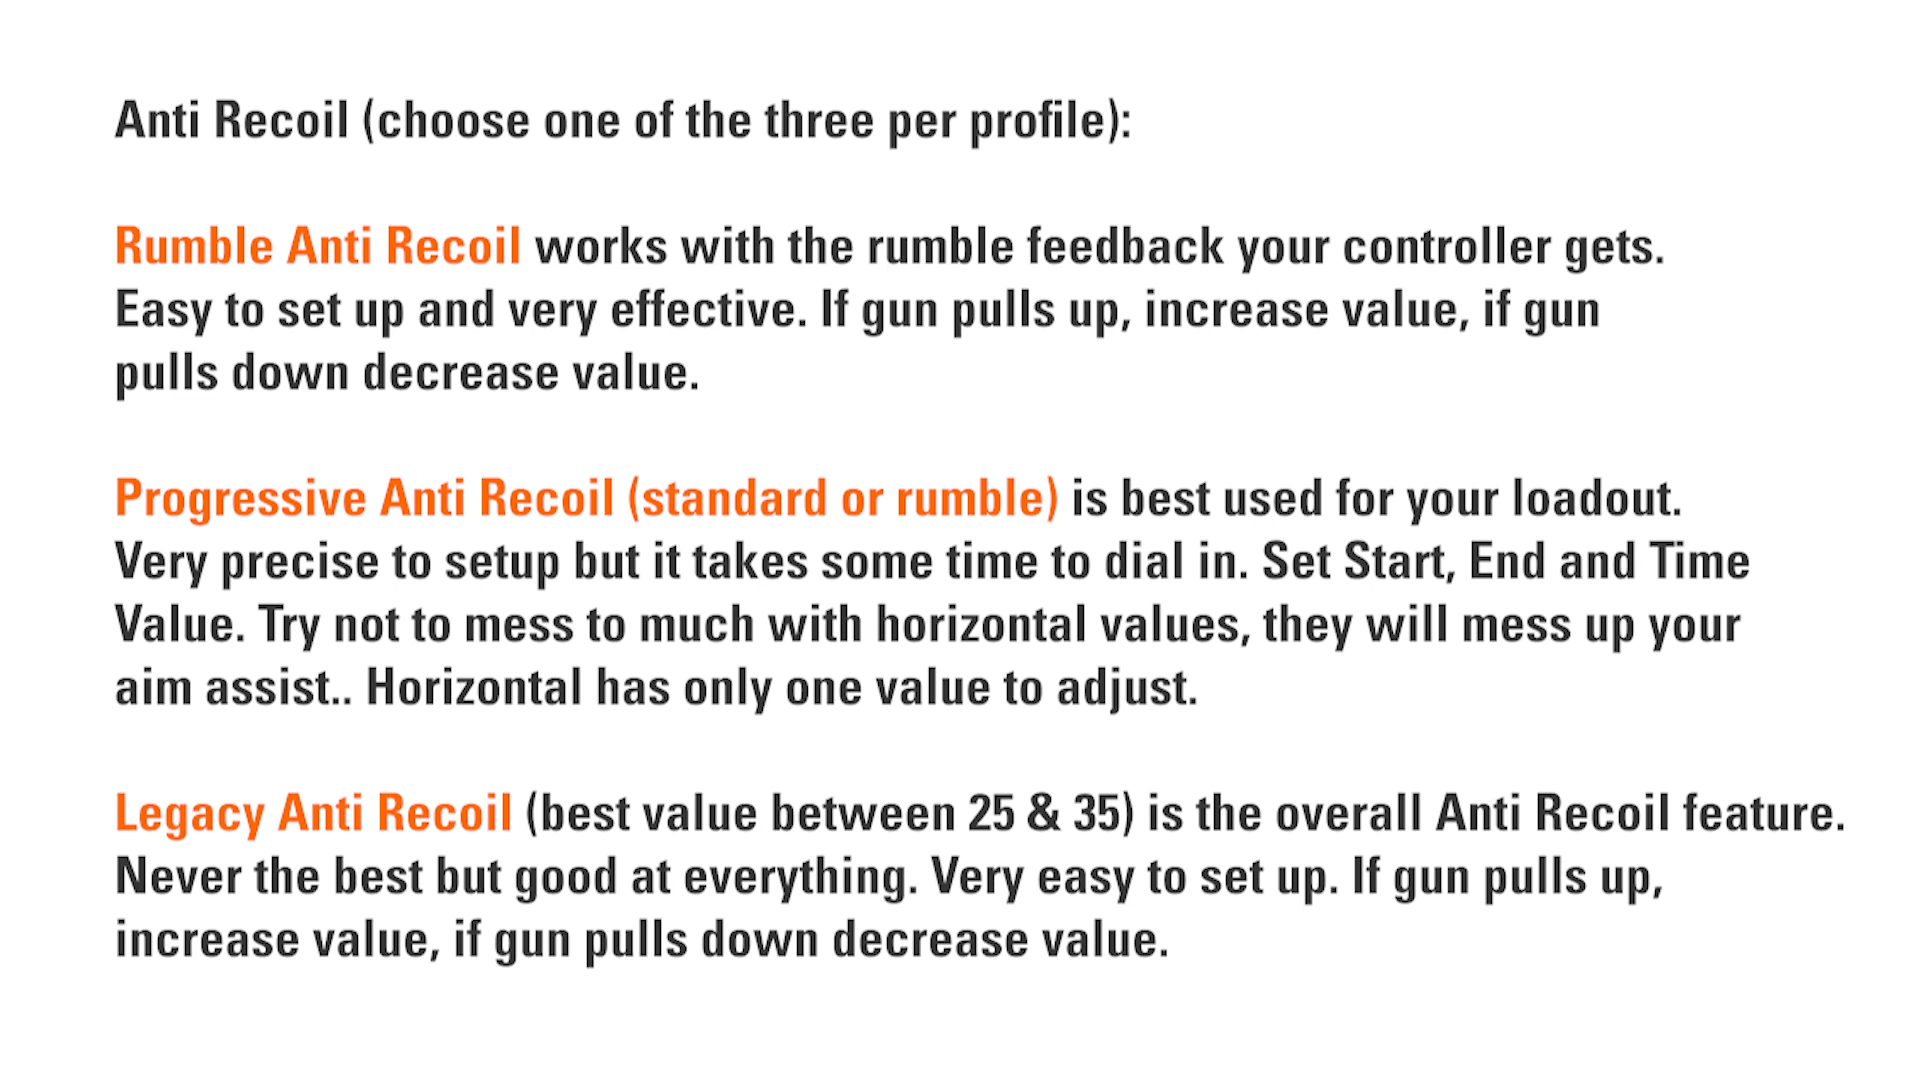 Anti Recoil (choose one of the three per profile):
Rumble Anti Recoil works with the rumble feedback your controller gets.
Easy to set up and very effective. If gun pulls up, increase value, if gun
pulls down decrease value.
Progressive Anti Recoil (standard or rumble) is best used for your loadout.
Very precise to setup but it takes some time to dial in. Set Start, End and Time
Value. Try not to mess to much with horizontal values, they will mess up your
aim assist.. Horizontal has only one value to adjust.
Legacy Anti Recoil (best value between 25 & 35) is the overall Anti Recoil feature.
Never the best but good at everything. Very easy to set up. If gun pulls up,
increase value, if gun pulls down decrease value.